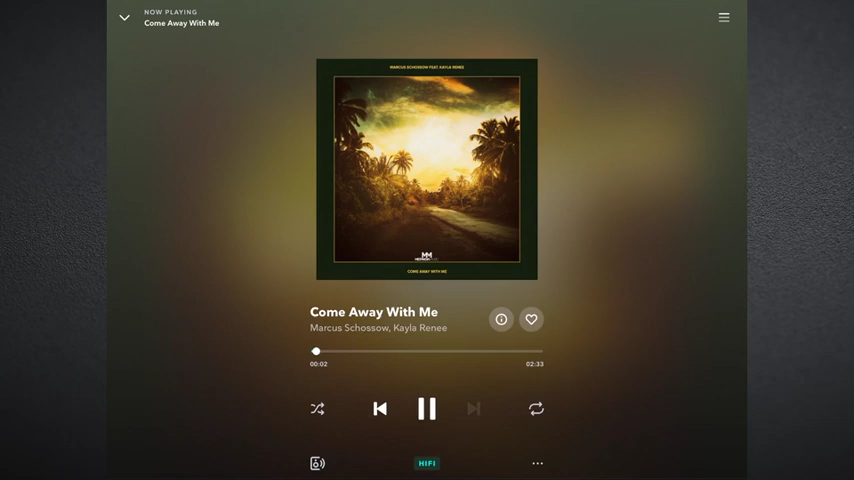 NOW PLAYING
Come Away With Me
MARCUS SCHOSSOW FEAT. KAYLA RENEE
MM
COME AWAY WITH ME
Come Away With Me
Marcus Schossow, Kayla Renee
00:02
02:33
HIFI